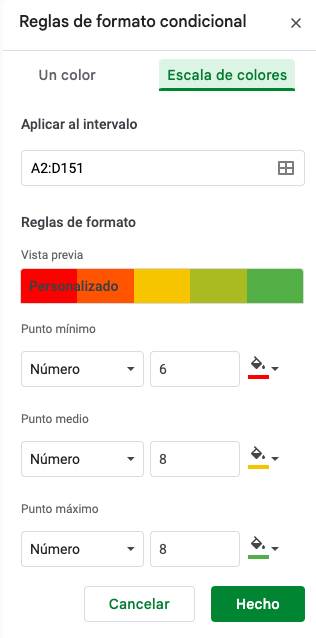 Reglas de formato condicional
Un color
Escala de colores
Aplicar al intervalo
A2:D151
Reglas de formato
Vista previa
Personalizado
Punto mínimo
Número 6
Punto medio
Número 8
Punto máximo
Número 8
Cancelar Hecho